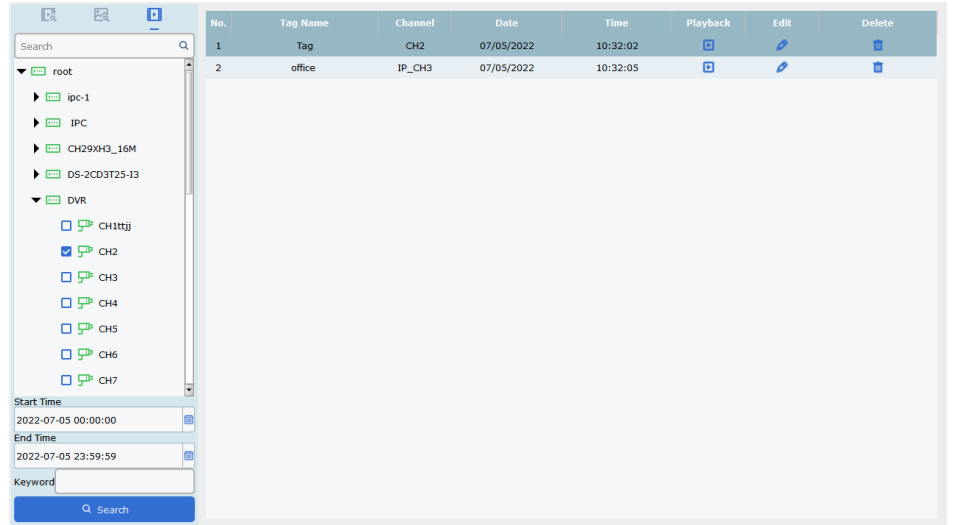 Search
root
ipc-1
IPC
CH29XH3_16M
DS-2CD3T25-I3
DVR
CH1ttjj
CH2
CH3
CH4
CH5
CH6
CH7
Start Time
2022-07-05 00:00:00
End Time
2022-07-05 23:59:59
Keyword
Search
No. Tag Name Channel Date Time Playback Edit Delete
1 Tag CH2 07/05/2022 10:32:02
2 office IP_CH3 07/05/2022 10:32:05